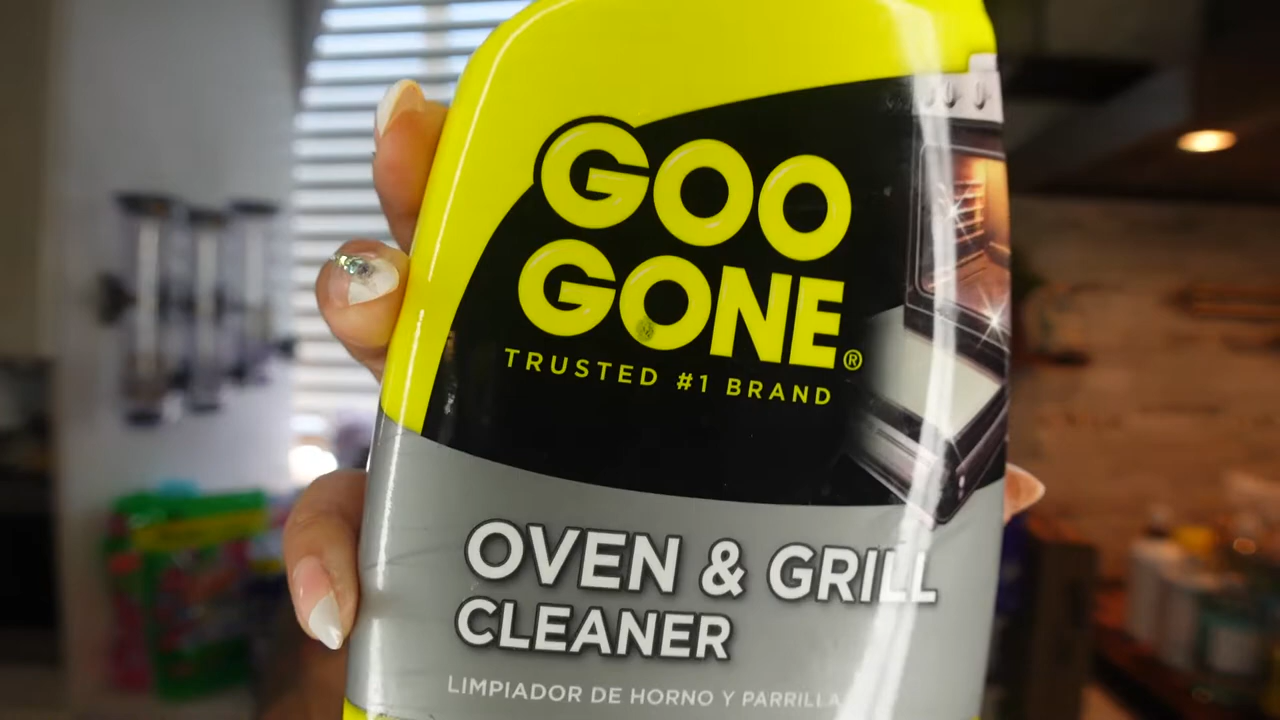 GOO
GONE®
TRUSTED #1 BRAND
OVEN & GRILL
CLEANER
LIMPIADOR DE HORNO Y PARRILLA